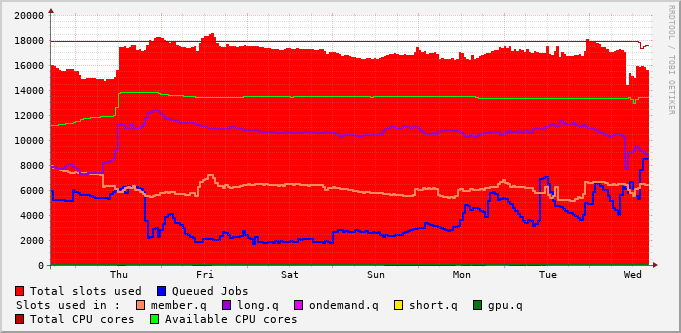 20000
18000
16000
14000
12000
10000
8000
6000
4000
2000
0
Thu Fri Sat Sun Mon Tue Wed
RRDTOOL / TOBI OETIKER
Total slots used Queued Jobs
Slots used in : member.q long.q ondemand.q short.q gpu.q
Total CPU cores Available CPU cores